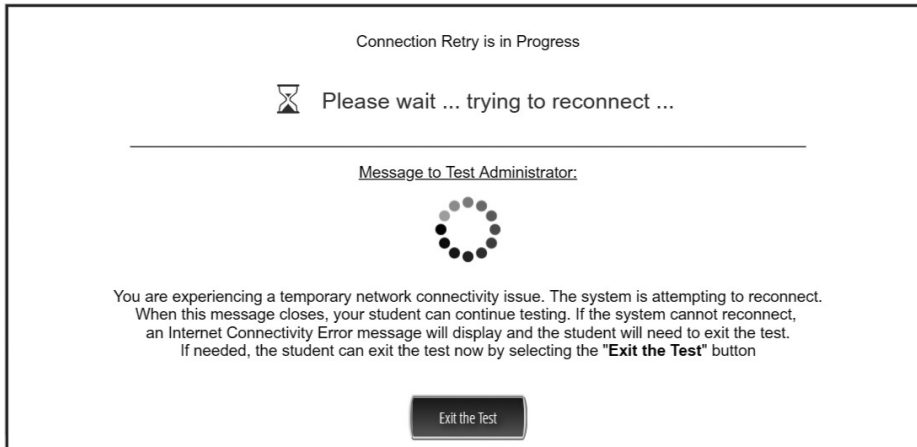 Connection Retry is in Progress
Please wait ... trying to reconnect ...
Message to Test Administrator:
You are experiencing a temporary network connectivity issue. The system is attempting to reconnect.
When this message closes, your student can continue testing. If the system cannot reconnect,
an Internet Connectivity Error message will display and the student will need to exit the test.
If needed, the student can exit the test now by selecting the "Exit the Test" button
Exit the Test